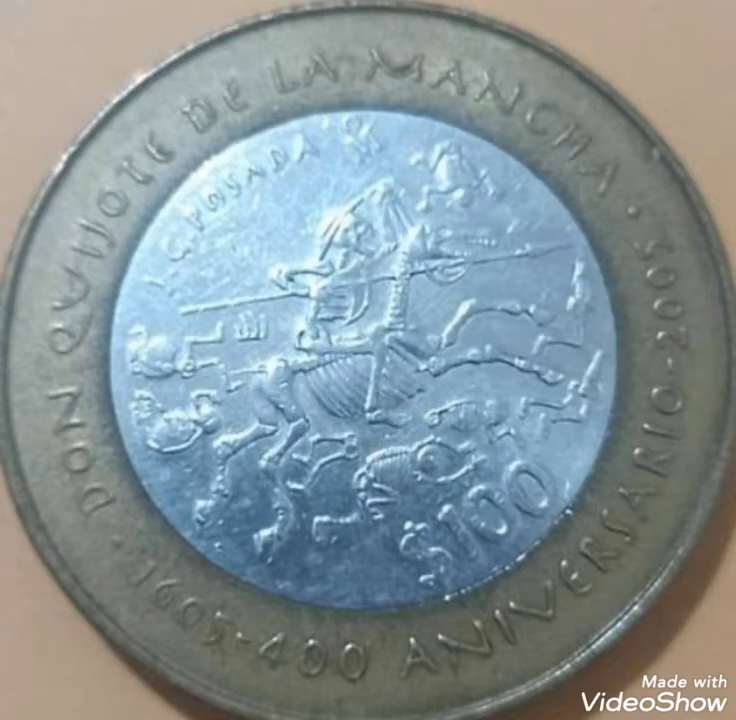 DON QUIJOTE DE LA MANCHA · 1605-400 ANIVERSARIO-2005 ·
J.G. POSADA M
$100
Made with
VideoShow